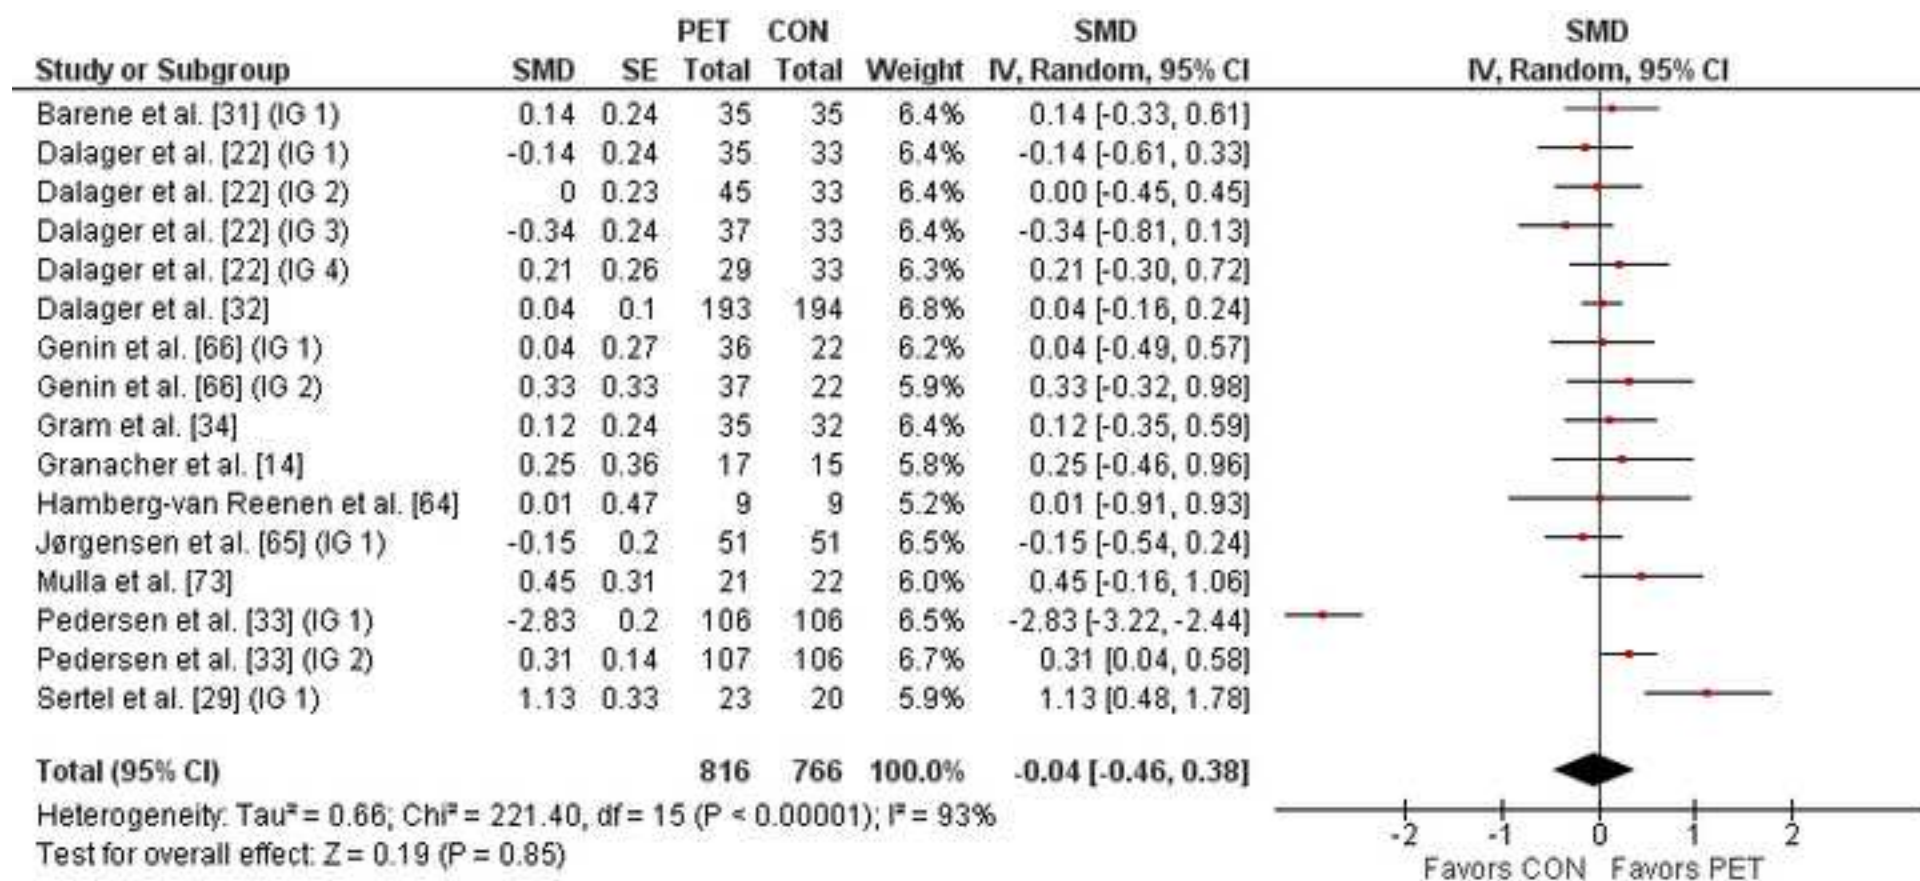 PET CON SMD SMD
Study or Subgroup SMD SE Total Total Weight IV, Random, 95% CI IV, Random, 95% CI
Barene et al. [31] (IG 1) 0.14 0.24 35 35 6.4% 0.14 [-0.33, 0.61]
Dalager et al. [22] (IG 1) -0.14 0.24 35 33 6.4% -0.14 [-0.61, 0.33]
Dalager et al. [22] (IG 2) 0 0.23 45 33 6.4% 0.00 [-0.45, 0.45]
Dalager et al. [22] (IG 3) -0.34 0.24 37 33 6.4% -0.34 [-0.81, 0.13]
Dalager et al. [22] (IG 4) 0.21 0.26 29 33 6.3% 0.21 [-0.30, 0.72]
Dalager et al. [32] 0.04 0.1 193 194 6.8% 0.04 [-0.16, 0.24]
Genin et al. [66] (IG 1) 0.04 0.27 36 22 6.2% 0.04 [-0.49, 0.57]
Genin et al. [66] (IG 2) 0.33 0.33 37 22 5.9% 0.33 [-0.32, 0.98]
Gram et al. [34] 0.12 0.24 35 32 6.4% 0.12 [-0.35, 0.59]
Granacher et al. [14] 0.25 0.36 17 15 5.8% 0.25 [-0.46, 0.96]
Hamberg-van Reenen et al. [64] 0.01 0.47 9 9 5.2% 0.01 [-0.91, 0.93]
Jørgensen et al. [65] (IG 1) -0.15 0.2 51 51 6.5% -0.15 [-0.54, 0.24]
Mulla et al. [73] 0.45 0.31 21 22 6.0% 0.45 [-0.16, 1.06]
Pedersen et al. [33] (IG 1) -2.83 0.2 106 106 6.5% -2.83 [-3.22, -2.44]
Pedersen et al. [33] (IG 2) 0.31 0.14 107 106 6.7% 0.31 [0.04, 0.58]
Sertel et al. [29] (IG 1) 1.13 0.33 23 20 5.9% 1.13 [0.48, 1.78]
Total (95% CI) 816 766 100.0% -0.04 [-0.46, 0.38]
Heterogeneity: Tau² = 0.66; Chi² = 221.40, df = 15 (P < 0.00001); I² = 93%
Test for overall effect: Z = 0.19 (P = 0.85)
-2 -1 0 1 2
Favors CON Favors PET